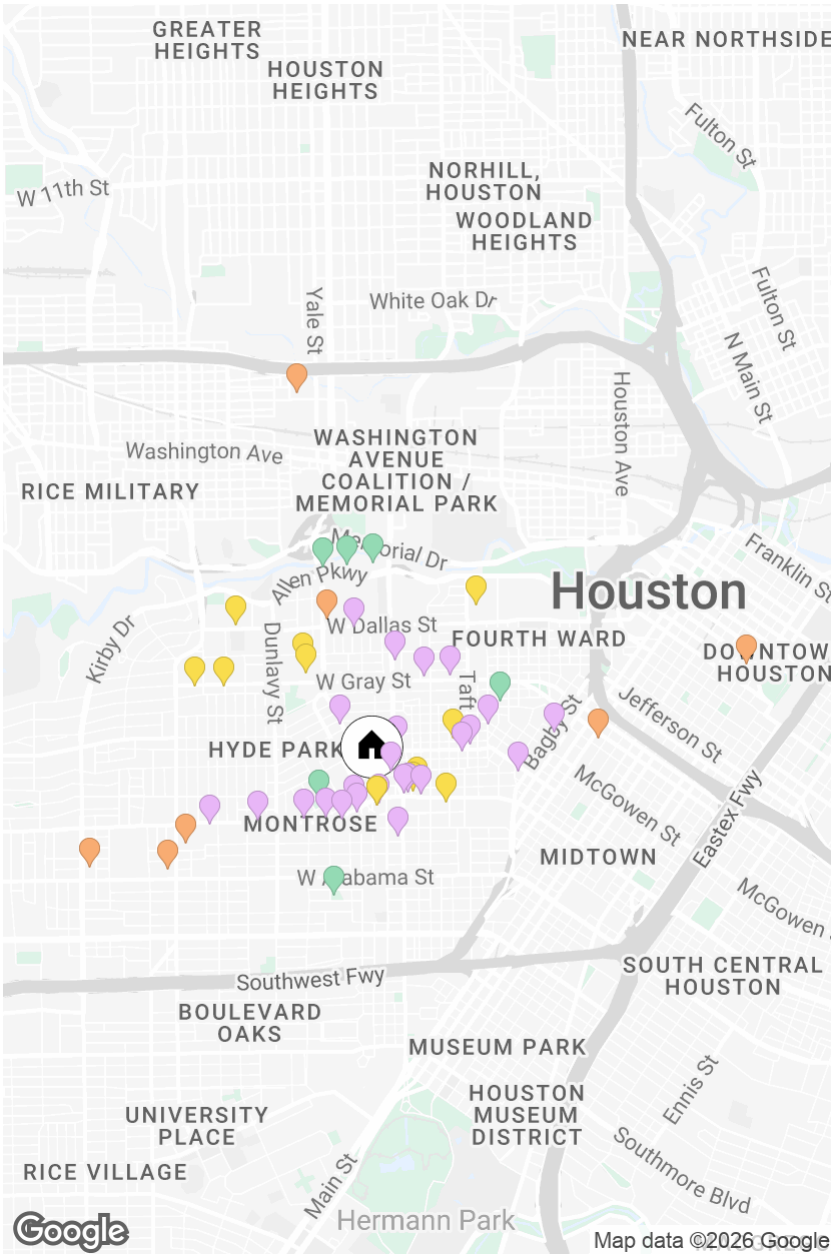 GREATER
HEIGHTS
NEAR NORTHSIDE
HOUSTON
HEIGHTS
Fulton St
W 11th St
NORHILL,
HOUSTON
WOODLAND
HEIGHTS
Yale St
White Oak Dr
Fulton St
N Main St
Houston Ave
Washington Ave
WASHINGTON
AVENUE
COALITION /
MEMORIAL PARK
RICE MILITARY
Memorial Dr
Franklin St
Allen Pkwy
Houston
W Dallas St
Kirby Dr
Dunlavy St
FOURTH WARD
DOWNTOWN
HOUSTON
W Gray St
Taft
Jefferson St
Bagby St
HYDE PARK
McGowen St
Eastex Fwy
MONTROSE
MIDTOWN
W Alabama St
McGowen St
Southwest Fwy
SOUTH CENTRAL
HOUSTON
BOULEVARD
OAKS
MUSEUM PARK
Ennis St
HOUSTON
MUSEUM
DISTRICT
UNIVERSITY
PLACE
Main St
Southmore Blvd
RICE VILLAGE
Hermann Park
Google
Map data ©2026 Google